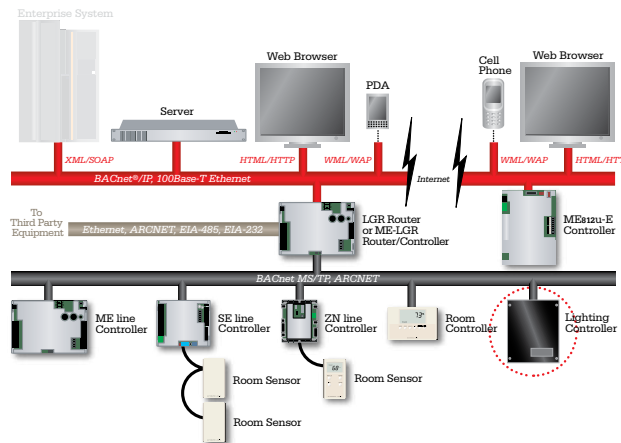 Enterprise System
Server
Web Browser
PDA
Cell
Phone
Web Browser
XML/SOAP
HTML/HTTP
WML/WAP
Internet
WML/WAP
HTML/HT
BACnet®/IP, 100Base-T Ethernet
To
Third Party
Equipment
Ethernet, ARCNET, EIA-485, EIA-232
LGR Router
or ME-LGR
Router/Controller
ME812u-E
Controller
BACnet MS/TP, ARCNET
ME line
Controller
SE line
Controller
ZN line
Controller
Room
Controller
Lighting
Controller
Room Sensor
Room Sensor
Room Sensor